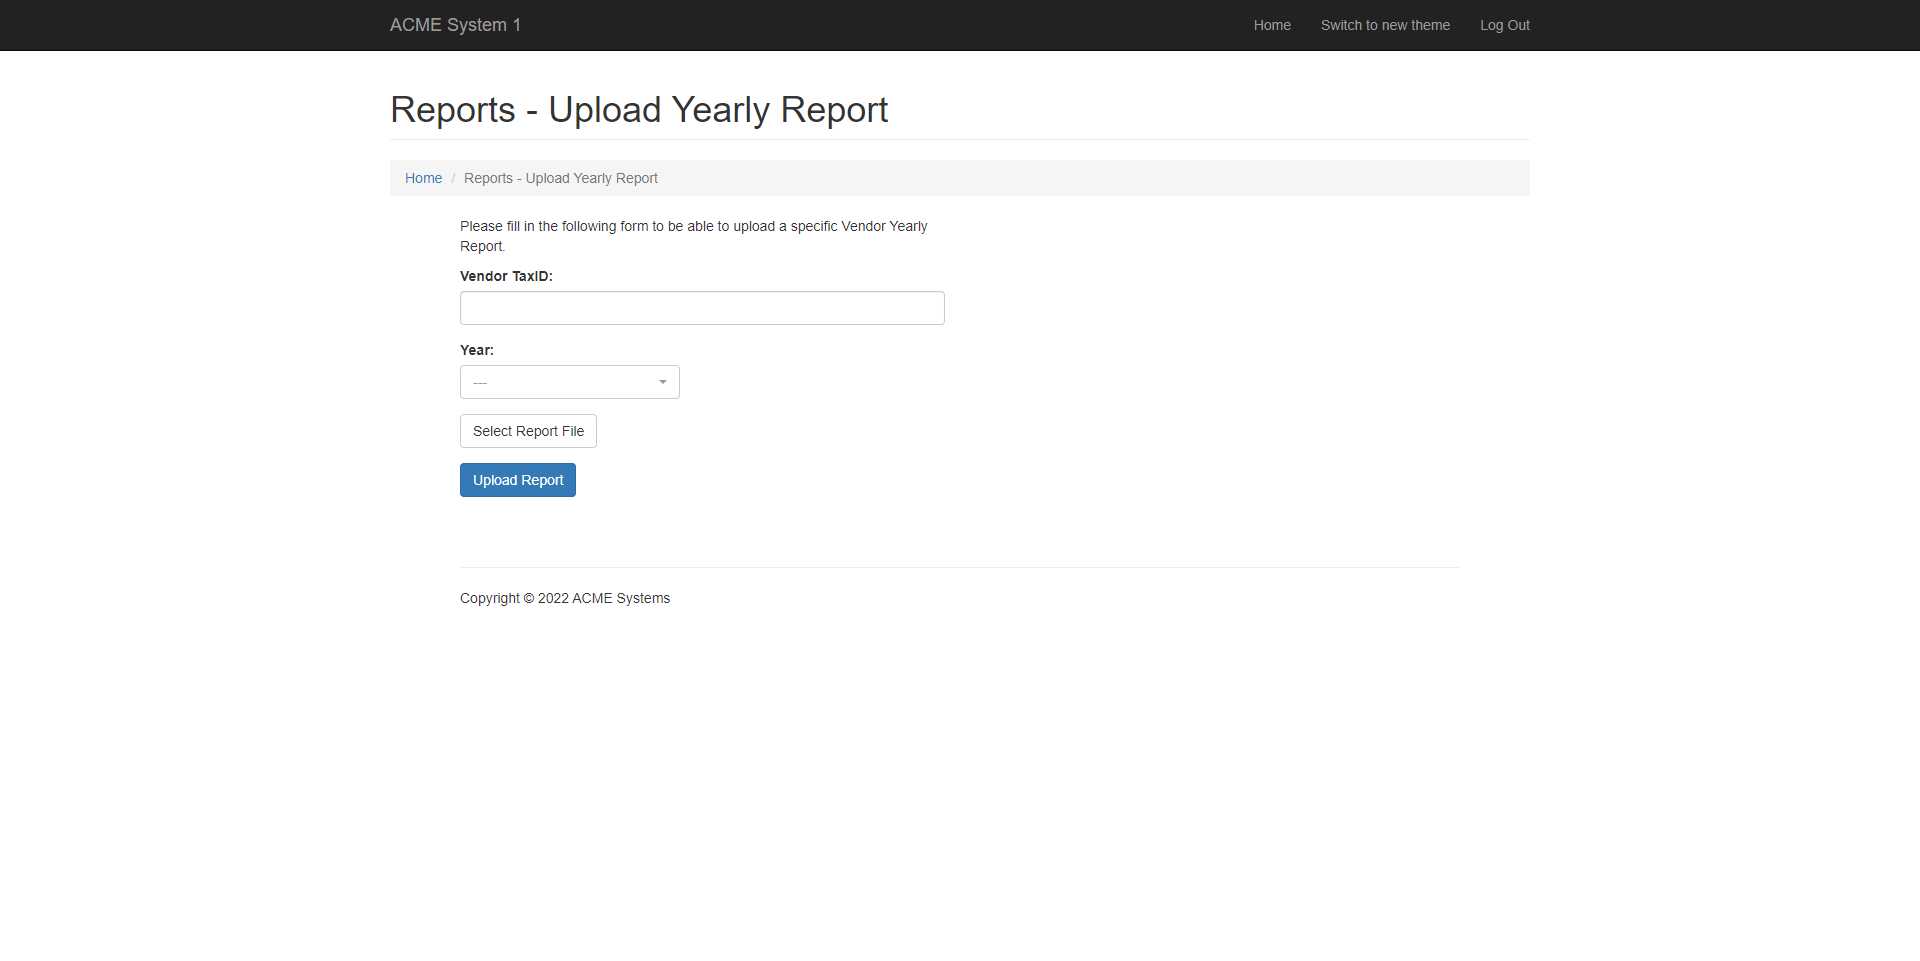 ACME System 1
Home
Switch to new theme
Log Out
Reports - Upload Yearly Report
Home / Reports - Upload Yearly Report
Please fill in the following form to be able to upload a specific Vendor Yearly
Report.
Vendor TaxID:
Year:
---
Select Report File
Upload Report
Copyright © 2022 ACME Systems